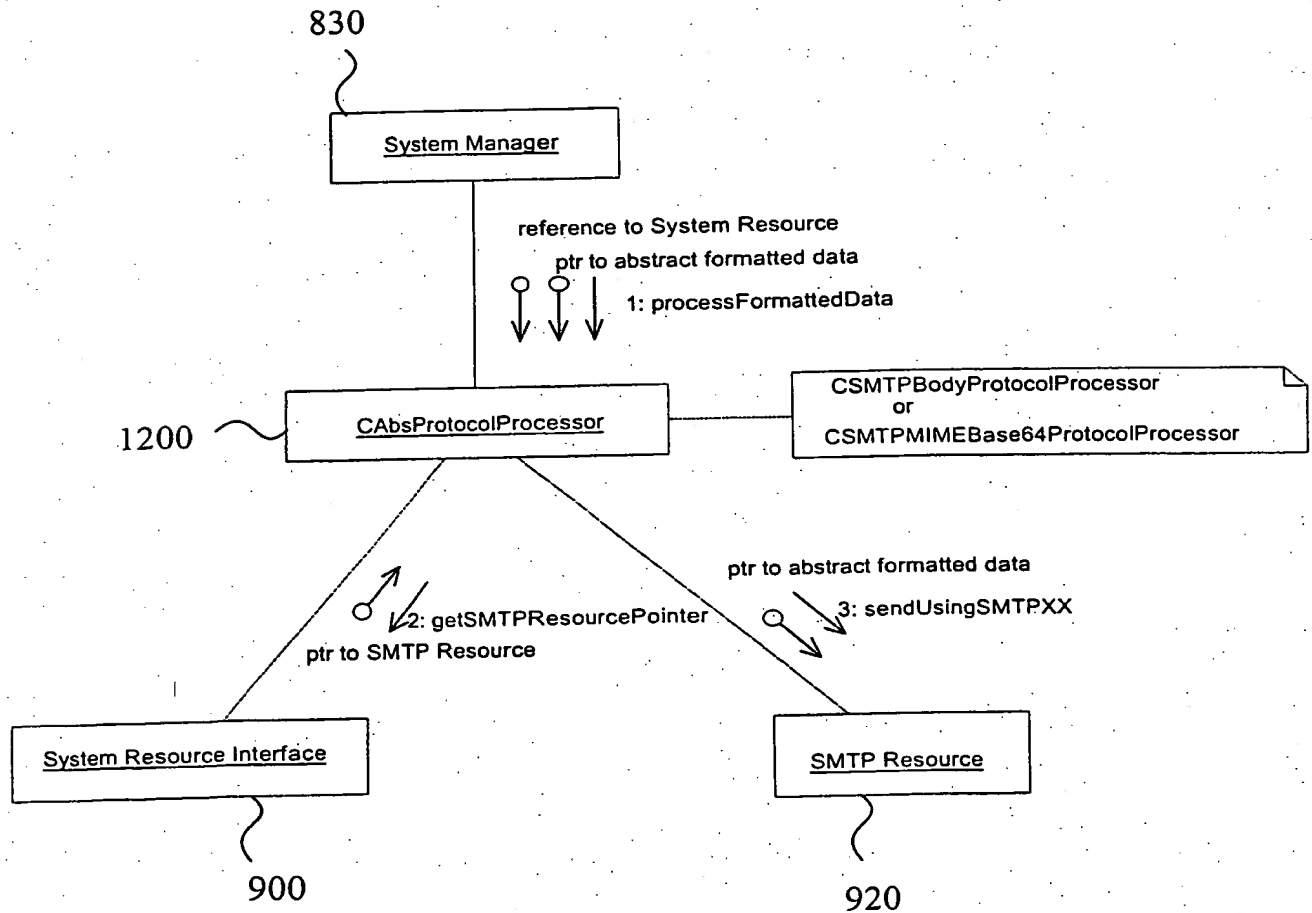 830
System Manager
reference to System Resource
ptr to abstract formatted data
1: processFormattedData
CSMTPBodyProtocolProcessor
or
CSMTPMIMEBase64ProtocolProcessor
CAbsProtocolProcessor
1200
ptr to abstract formatted data
3: sendUsingSMTPXX
2: getSMTPResourcePointer
ptr to SMTP Resource
System Resource Interface
SMTP Resource
900
920